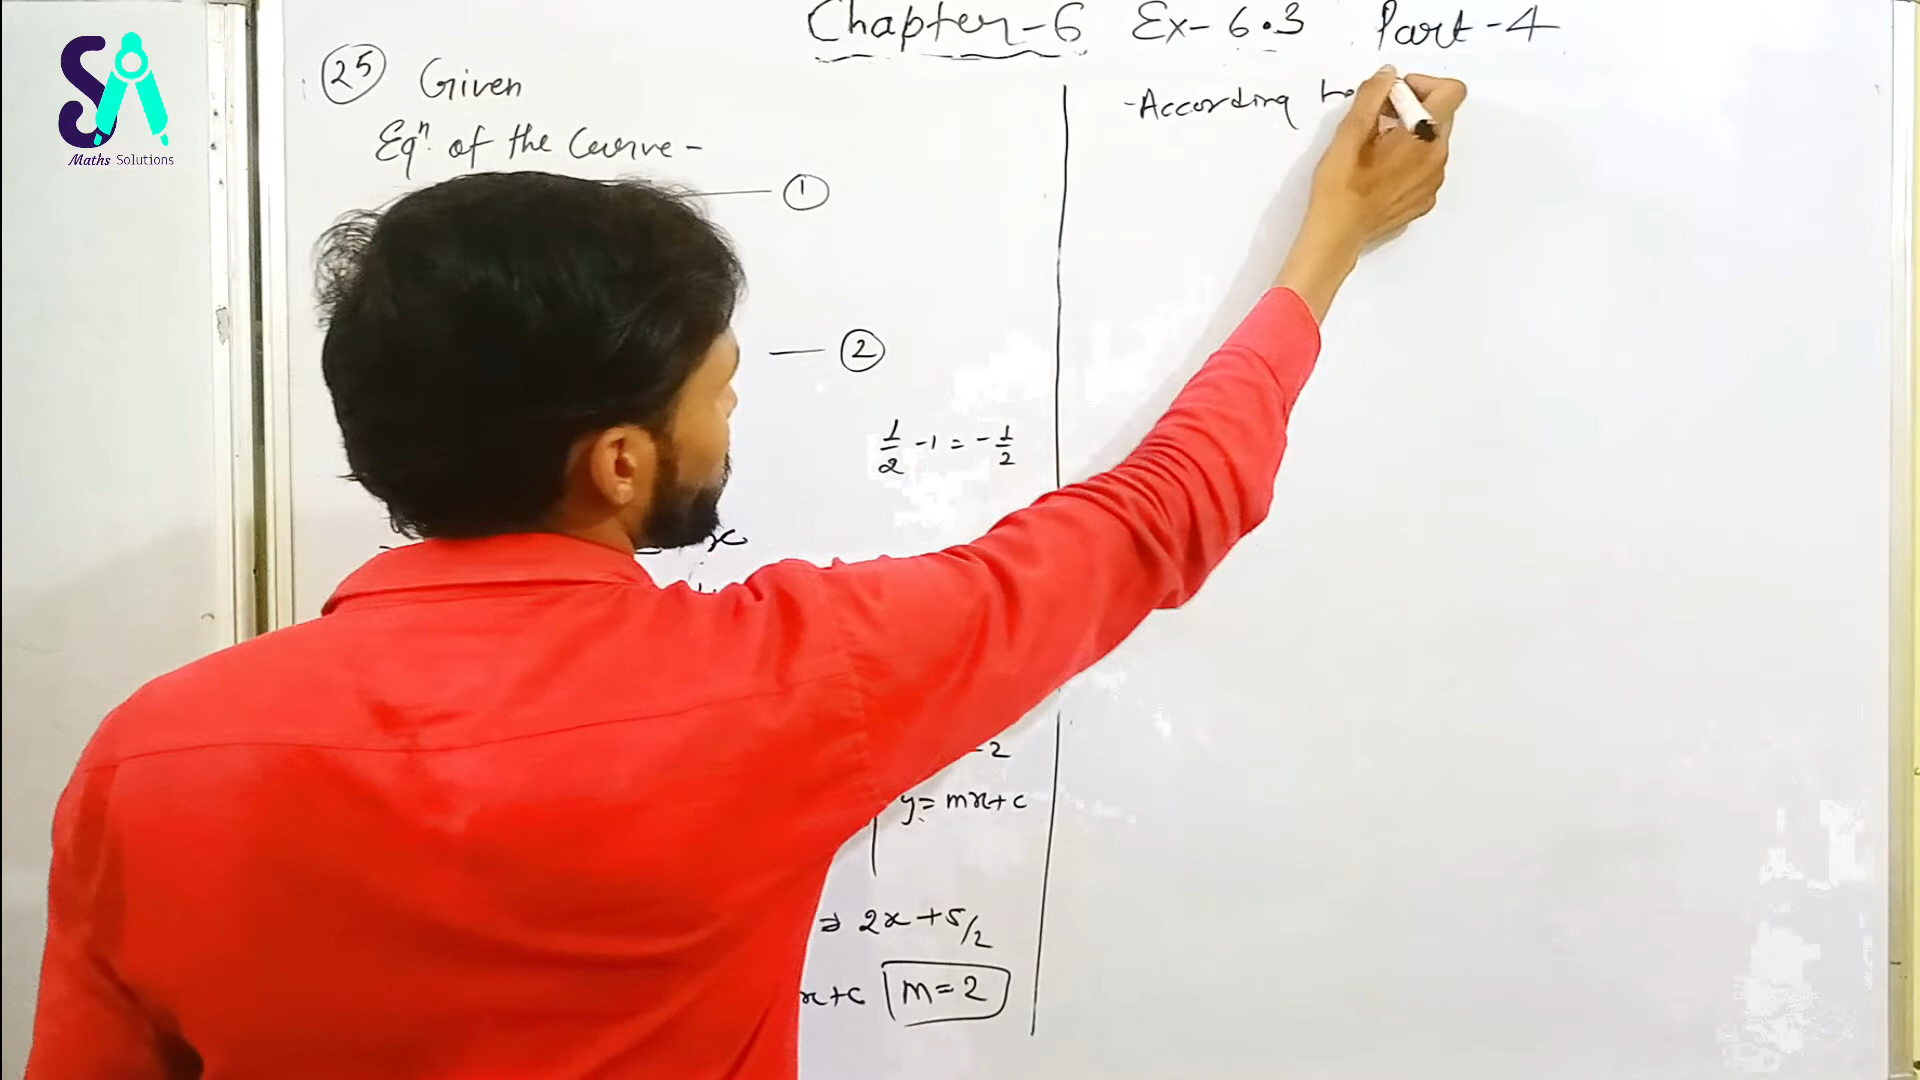 SA
Maths Solutions
Chapter-6 Ex-6.3 Part-4
25 Given
Eqn. of the Curve-
1
2
1/2 -1 = -1/2
x
-2
y= mx+c
⇒ 2x+5/2
x+c m=2
-According to